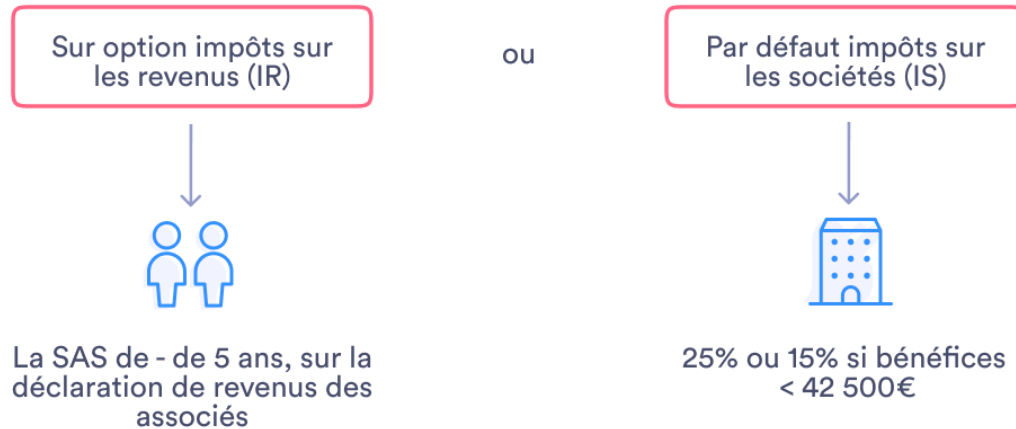 Sur option impôts sur
les revenus (IR)
ou
Par défaut impôts sur
les sociétés (IS)
La SAS de - de 5 ans, sur la
déclaration de revenus des
associés
25% ou 15% si bénéfices
< 42 500€